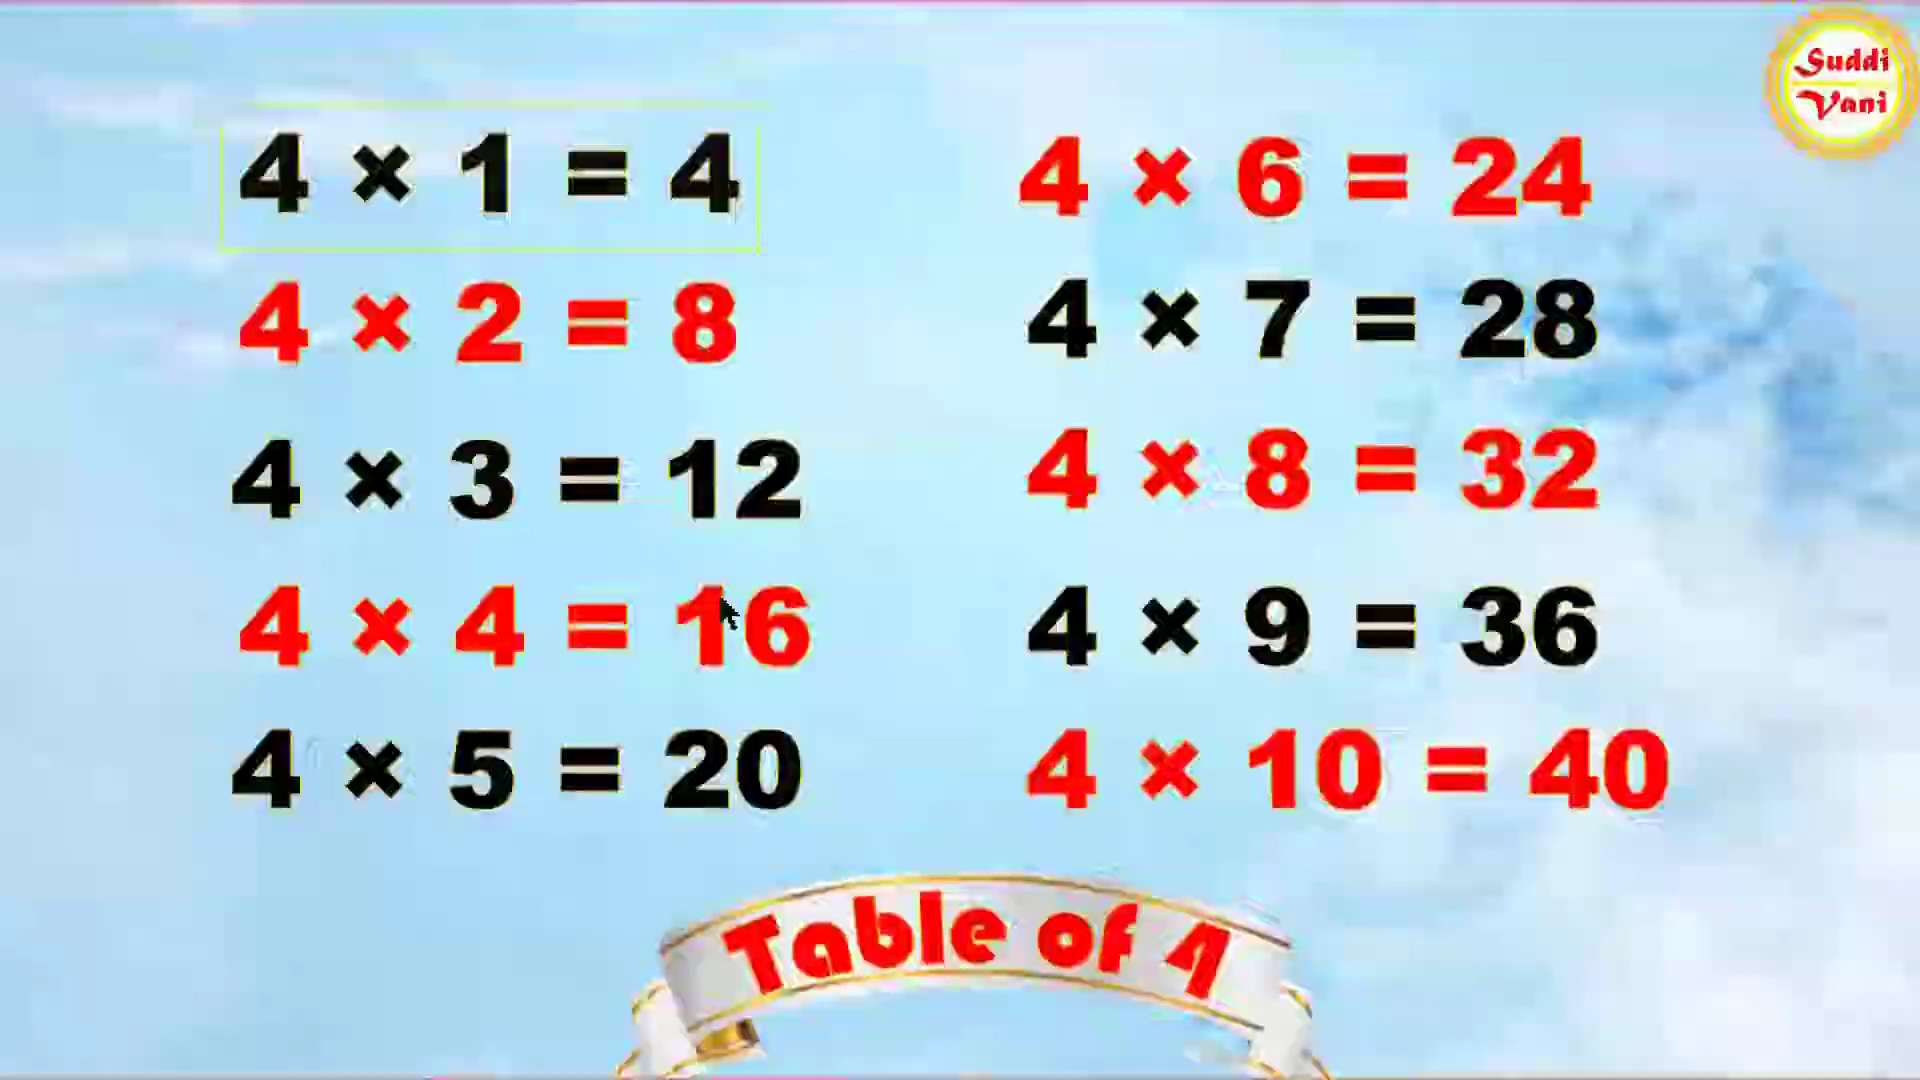 4 × 1 = 4
4 × 2 = 8
4 × 3 = 12
4 × 4 = 16
4 × 5 = 20
4 × 6 = 24
4 × 7 = 28
4 × 8 = 32
4 × 9 = 36
4 × 10 = 40
Table of 4
Suddi
Vani